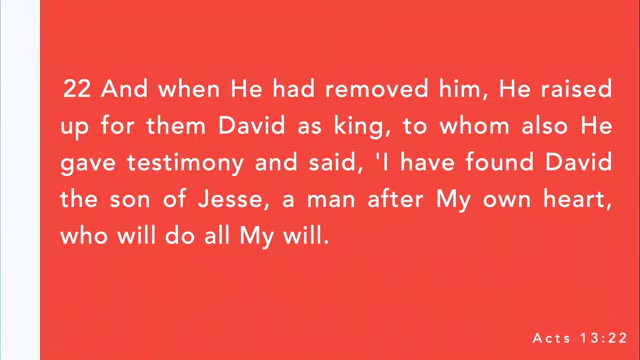 22 And when He had removed him, He raised
up for them David as king, to whom also He
gave testimony and said, 'I have found David
the son of Jesse, a man after My own heart,
who will do all My will.
Acts 13:22